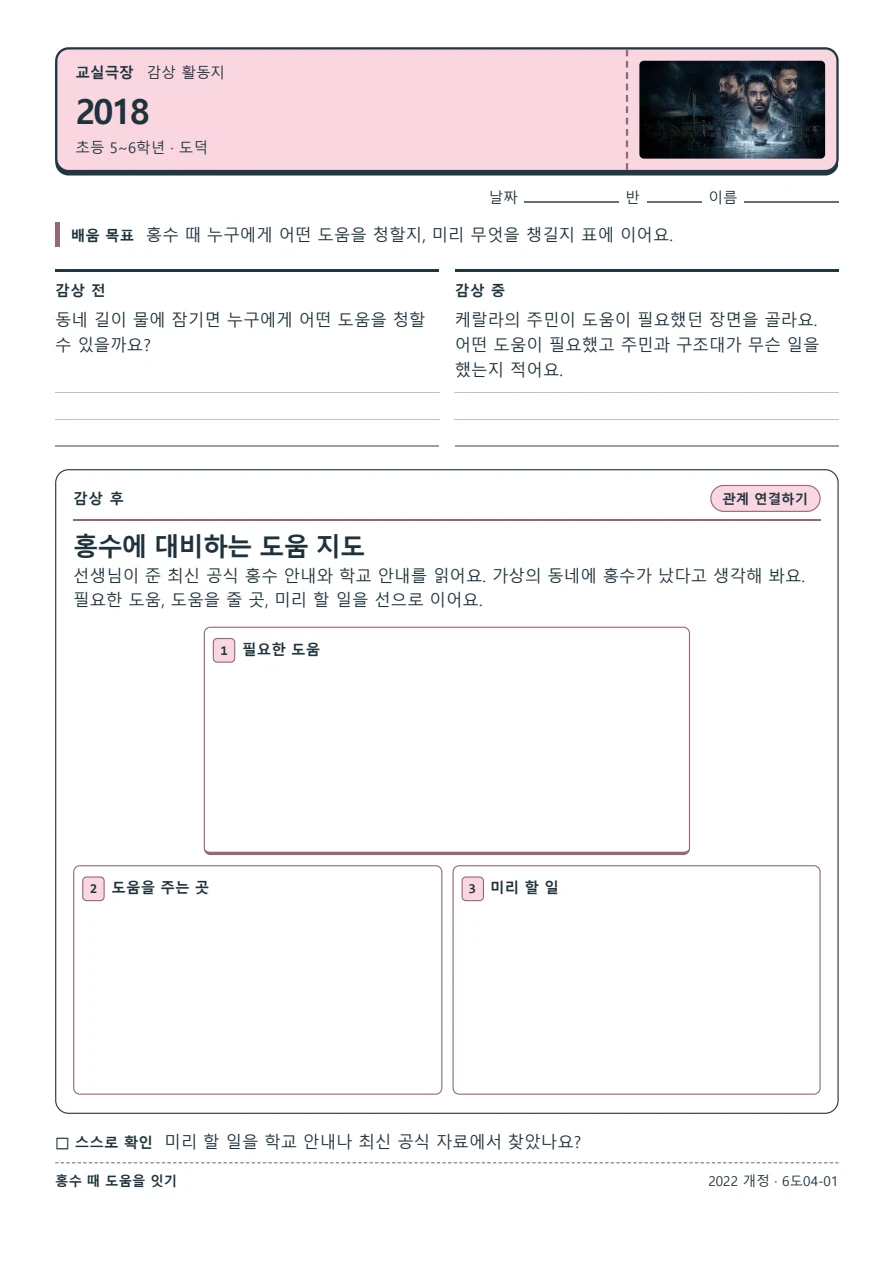 교실극장 감상 활동지
2018
초등 5~6학년 · 도덕
날짜 반 이름
배움 목표 홍수 때 누구에게 어떤 도움을 청할지, 미리 무엇을 챙길지 표에 이어요.
감상 전
동네 길이 물에 잠기면 누구에게 어떤 도움을 청할
수 있을까요?
감상 중
케랄라의 주민이 도움이 필요했던 장면을 골라요.
어떤 도움이 필요했고 주민과 구조대가 무슨 일을
했는지 적어요.
감상 후
관계 연결하기
홍수에 대비하는 도움 지도
선생님이 준 최신 공식 홍수 안내와 학교 안내를 읽어요. 가상의 동네에 홍수가 났다고 생각해 봐요.
필요한 도움, 도움을 줄 곳, 미리 할 일을 선으로 이어요.
1 필요한 도움
2 도움을 주는 곳
3 미리 할 일
□ 스스로 확인 미리 할 일을 학교 안내나 최신 공식 자료에서 찾았나요?
홍수 때 도움을 잇기
2022 개정 · 6도04-01